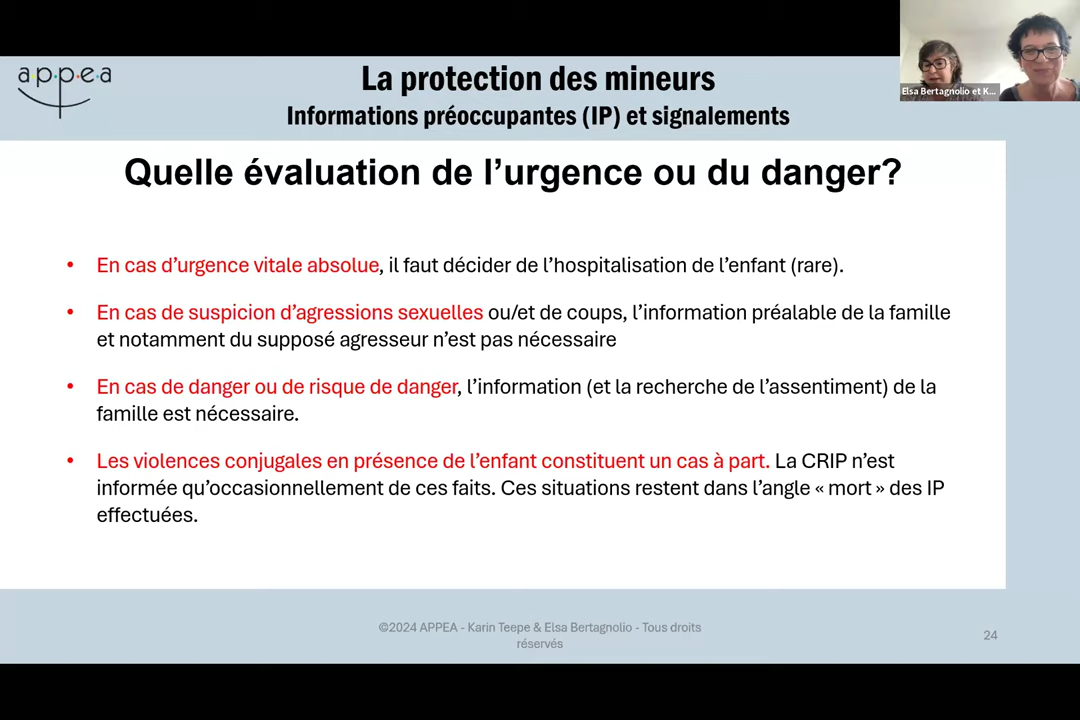 appea
La protection des mineurs
Informations préoccupantes (IP) et signalements
Elsa Bertagnolio et K...
Quelle évaluation de l’urgence ou du danger?
• En cas d’urgence vitale absolue, il faut décider de l’hospitalisation de l’enfant (rare).
• En cas de suspicion d’agressions sexuelles ou/et de coups, l’information préalable de la famille
et notamment du supposé agresseur n’est pas nécessaire
• En cas de danger ou de risque de danger, l’information (et la recherche de l’assentiment) de la
famille est nécessaire.
• Les violences conjugales en présence de l’enfant constituent un cas à part. La CRIP n’est
informée qu’occasionnellement de ces faits. Ces situations restent dans l’angle « mort » des IP
effectuées.
©2024 APPEA - Karin Teepe & Elsa Bertagnolio - Tous droits
réservés
24